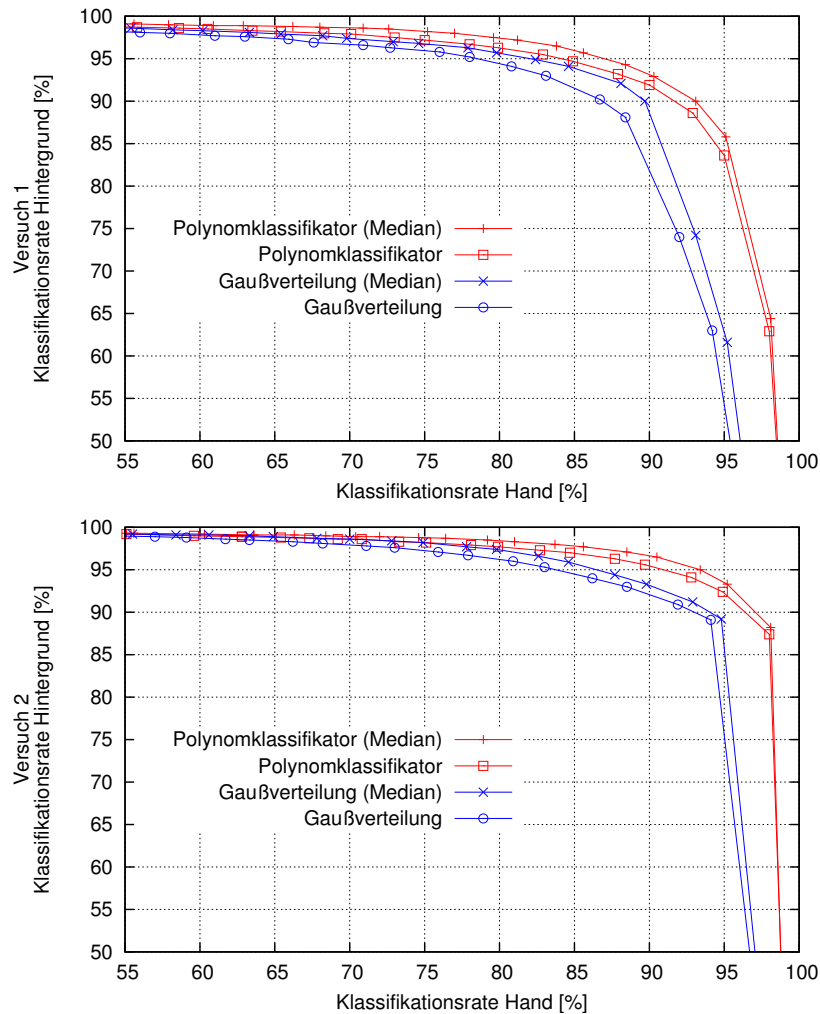 100
95
90
85
80
75
70
65
60
55
50
Versuch 1
Klassifikationsrate Hintergrund [%]
Polynomklassifikator (Median)
Polynomklassifikator
Gaußverteilung (Median)
Gaußverteilung
55 60 65 70 75 80 85 90 95 100
Klassifikationsrate Hand [%]
100
95
90
85
80
75
70
65
60
55
50
Versuch 2
Klassifikationsrate Hintergrund [%]
Polynomklassifikator (Median)
Polynomklassifikator
Gaußverteilung (Median)
Gaußverteilung
55 60 65 70 75 80 85 90 95 100
Klassifikationsrate Hand [%]